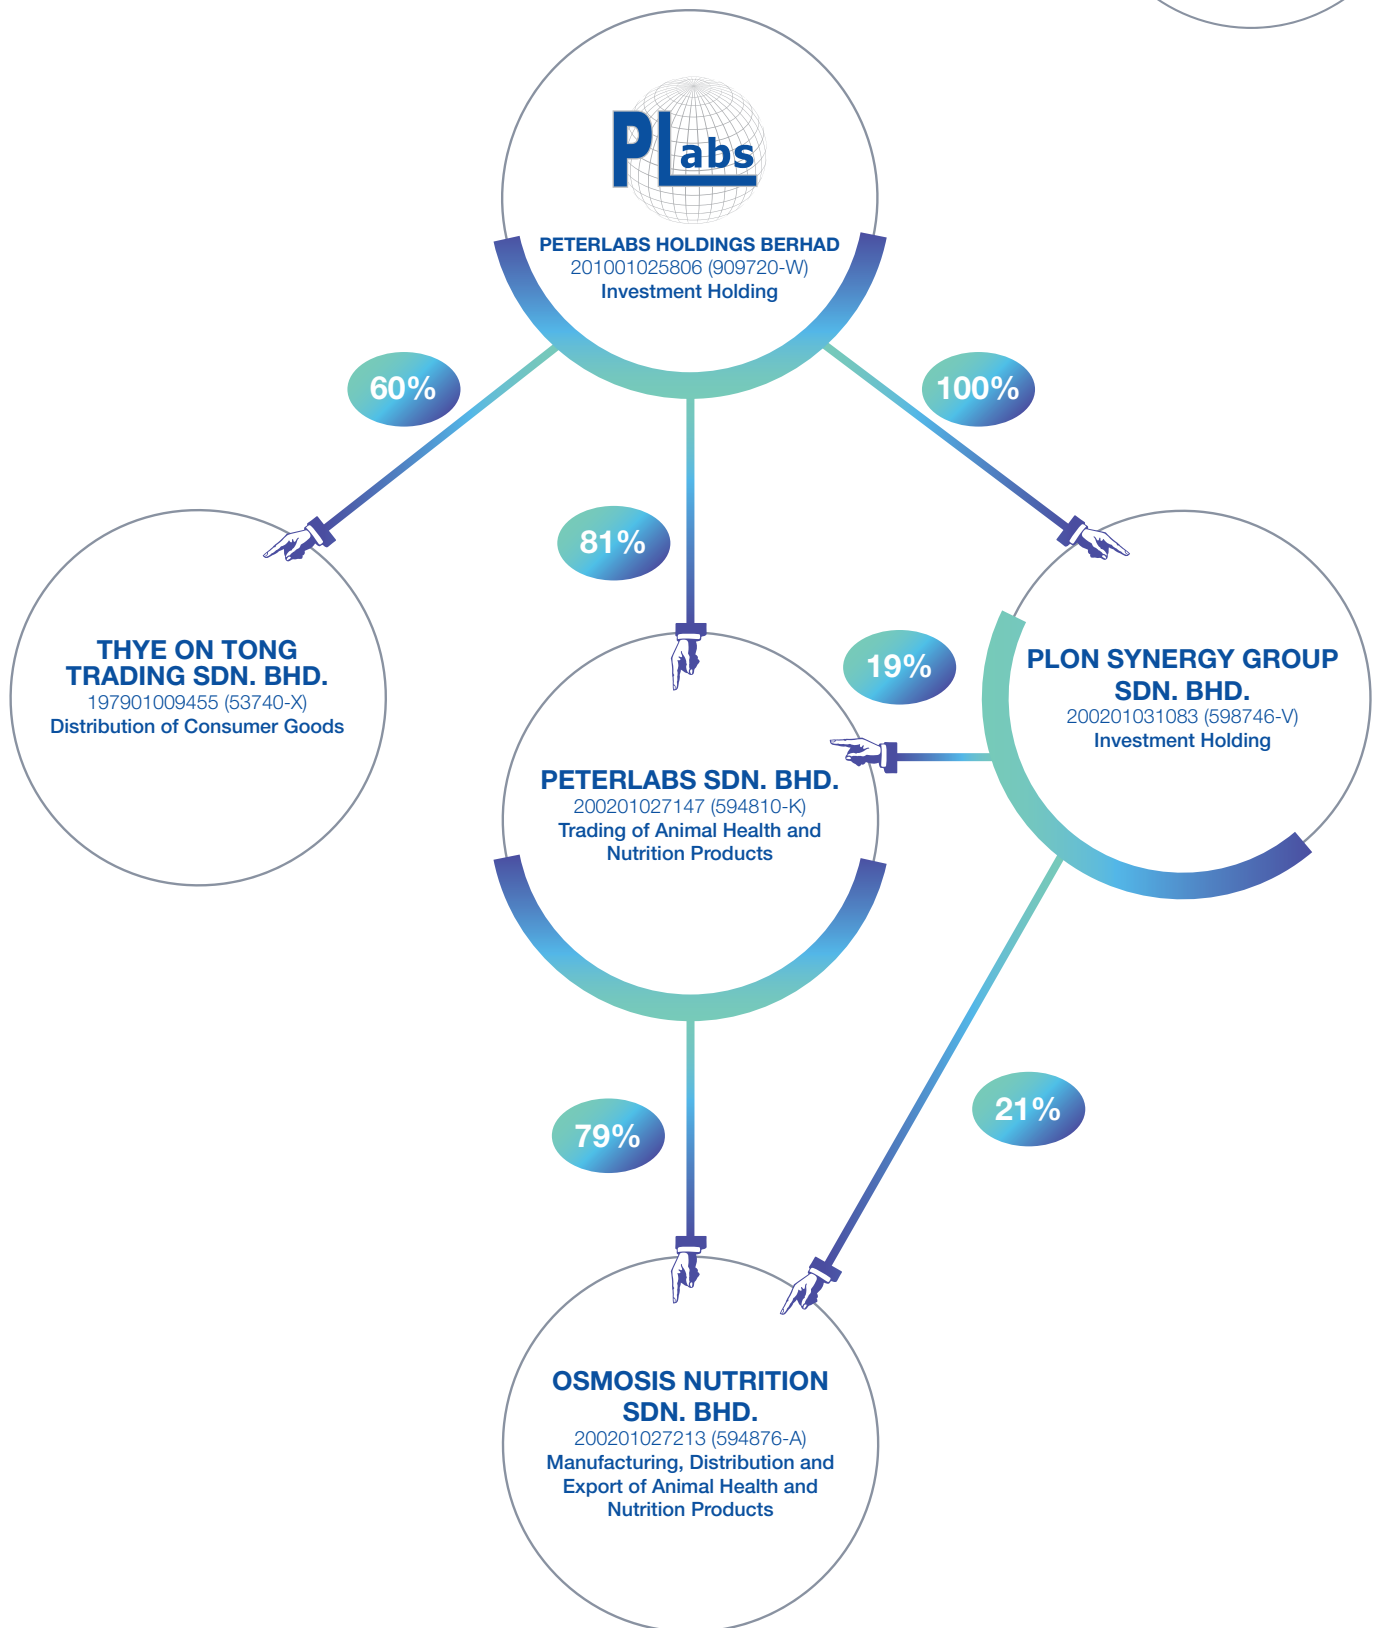 PLabs
PETERLABS HOLDINGS BERHAD
201001025806 (909720-W)
Investment Holding
60%
100%
81%
THYE ON TONG
TRADING SDN. BHD.
197901009455 (53740-X)
Distribution of Consumer Goods
19%
PLON SYNERGY GROUP
SDN. BHD.
200201031083 (598746-V)
Investment Holding
PETERLABS SDN. BHD.
200201027147 (594810-K)
Trading of Animal Health and
Nutrition Products
79%
21%
OSMOSIS NUTRITION
SDN. BHD.
200201027213 (594876-A)
Manufacturing, Distribution and
Export of Animal Health and
Nutrition Products